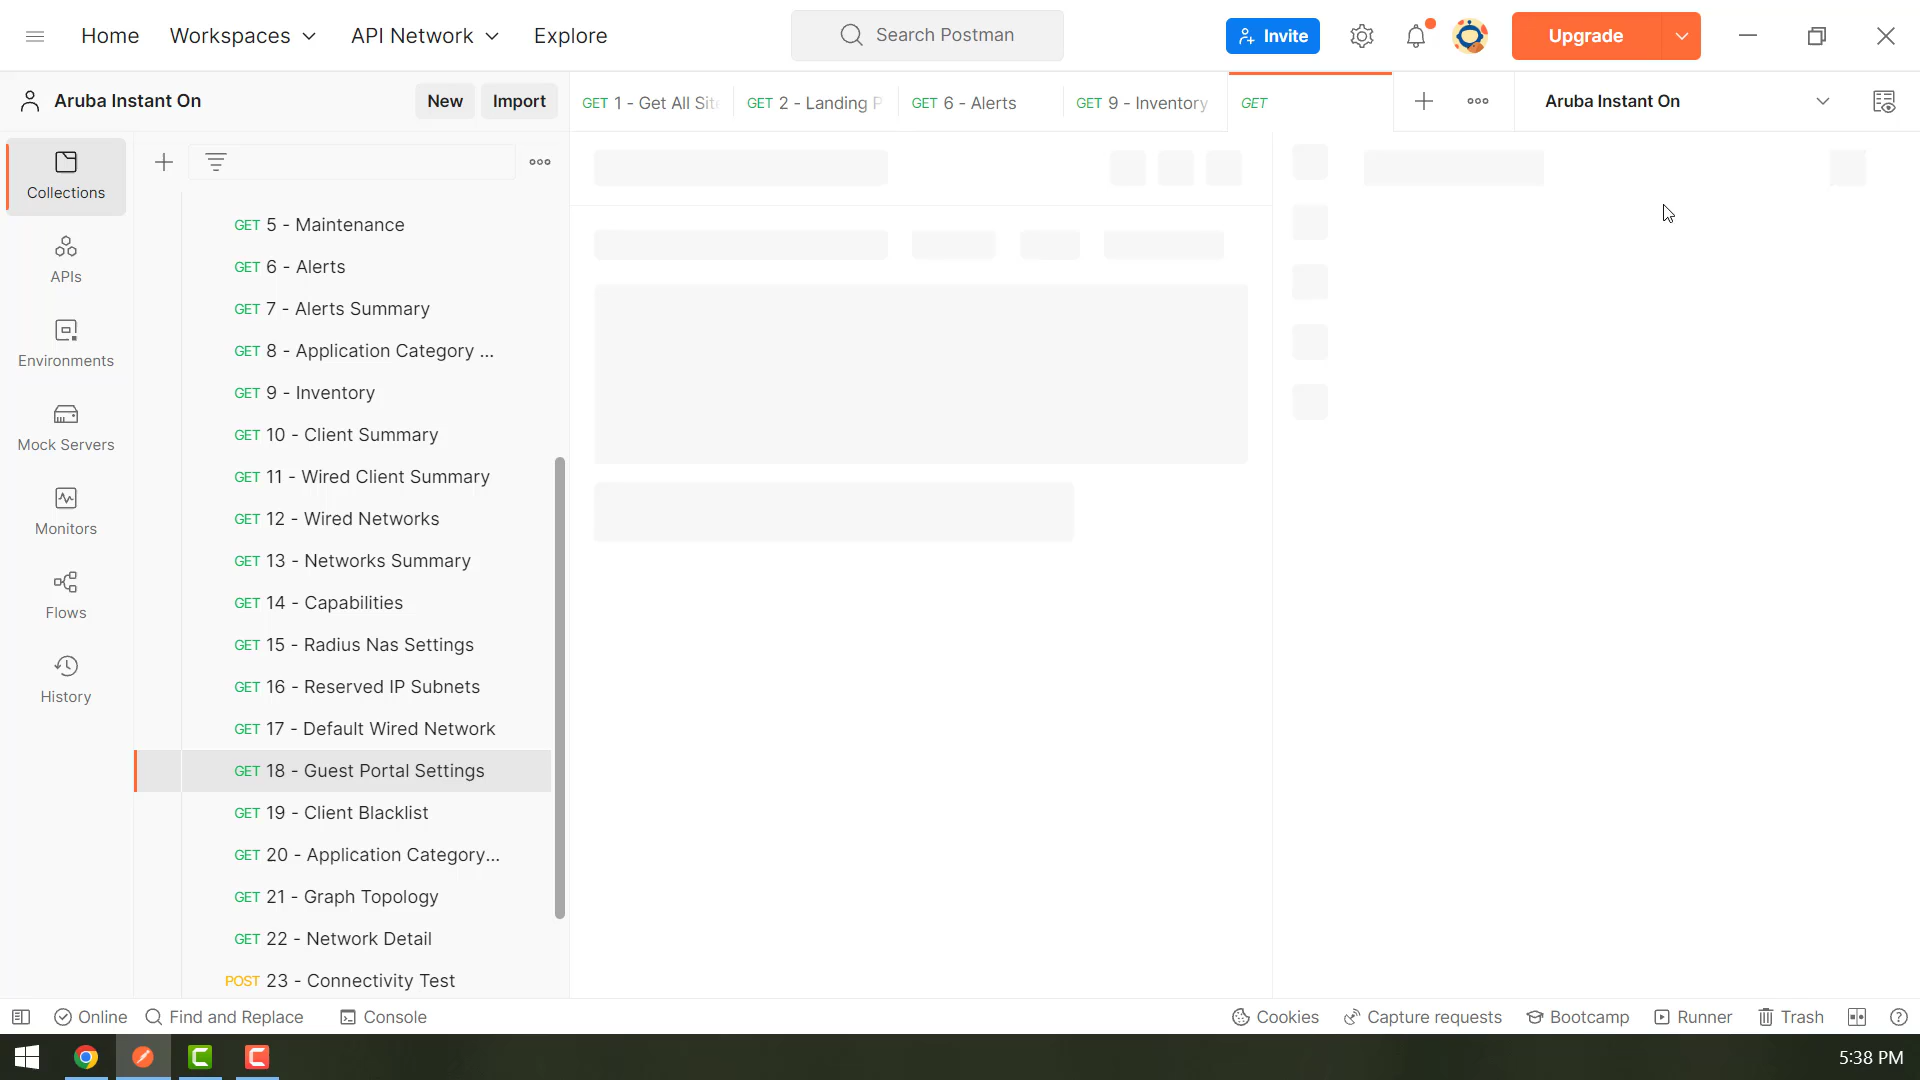 Home
Workspaces
API Network
Explore
Search Postman
Invite
Upgrade
Aruba Instant On
New
Import
GET 1 - Get All Site
GET 2 - Landing P
GET 6 - Alerts
GET 9 - Inventory
GET
Aruba Instant On
Collections
APIs
Environments
Mock Servers
Monitors
Flows
History
GET 5 - Maintenance
GET 6 - Alerts
GET 7 - Alerts Summary
GET 8 - Application Category ...
GET 9 - Inventory
GET 10 - Client Summary
GET 11 - Wired Client Summary
GET 12 - Wired Networks
GET 13 - Networks Summary
GET 14 - Capabilities
GET 15 - Radius Nas Settings
GET 16 - Reserved IP Subnets
GET 17 - Default Wired Network
GET 18 - Guest Portal Settings
GET 19 - Client Blacklist
GET 20 - Application Category...
GET 21 - Graph Topology
GET 22 - Network Detail
POST 23 - Connectivity Test
Online
Find and Replace
Console
Cookies
Capture requests
Bootcamp
Runner
Trash
5:38 PM